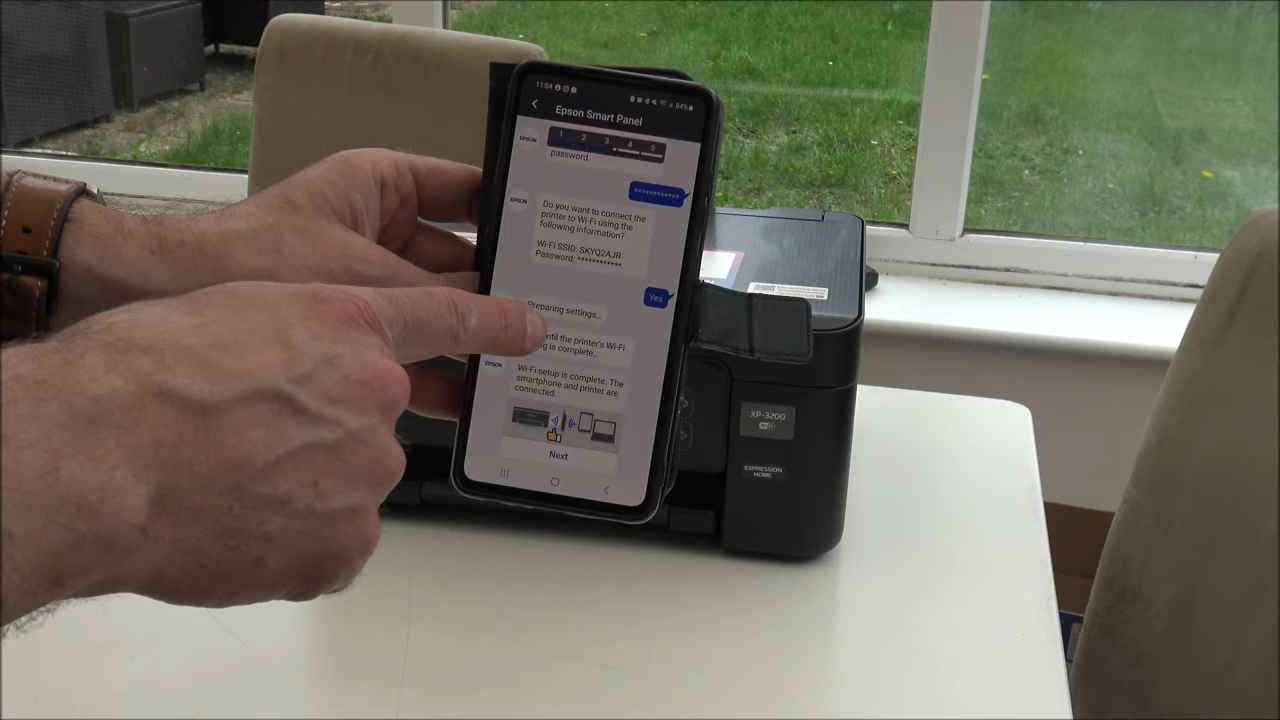 11:04
84%
Epson Smart Panel
1 2 3 4 5
EPSON
password.
************
EPSON
Do you want to connect the
printer to Wi-Fi using the
following information?
Wi-Fi SSID: SKYQ2AJR
Password: ************
Yes
Preparing settings...
until the printer's Wi-Fi
is complete...
EPSON
Wi-Fi setup is complete. The
smartphone and printer are
connected.
Next
XP-3200
Wi-Fi
EXPRESSION
HOME